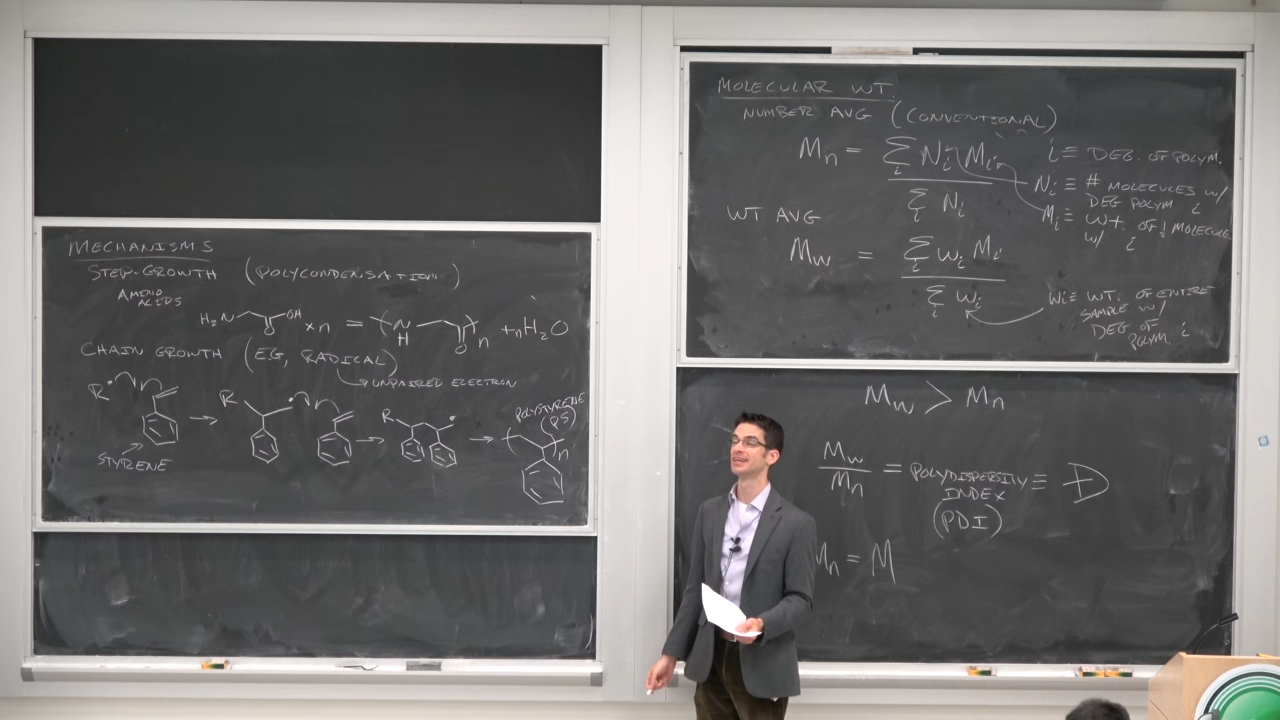 MECHANISMS
STEP-GROWTH (POLYCONDENSATION)
AMINO
ACIDS
H₂N OH O × n = ( N H O )n + nH₂O
CHAIN GROWTH (E.G., RADICAL)
UNPAIRED ELECTRON
R· → R · → R · → ( )n
POLYSTYRENE
(PS)
STYRENE
MOLECULAR WT.
NUMBER AVG (CONVENTIONAL)
Mn = Σi Ni Mi / Σi Ni
i ≡ DEG. OF POLYM.
Ni ≡ # MOLECULES W/
DEG POLYM i
Mi ≡ WT. OF 1 MOLECULE
W/ i
WT AVG
Mw = Σi wi Mi / Σi wi
wi ≡ WT. OF ENTIRE
SAMPLE W/
DEG OF
POLYM. i
Mw > Mn
Mw / Mn = POLYDISPERSITY
INDEX
(PDI)
≡ Đ
Mn = M